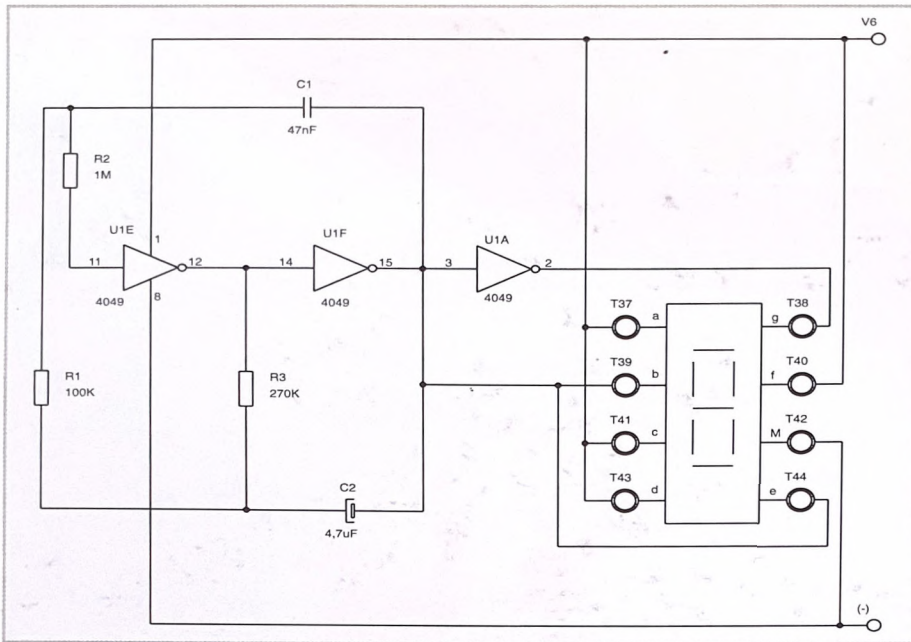 V6
C1
47nF
R2
1M
U1E
1
U1F
U1A
11
12
14
15
3
2
4049
8
4049
4049
T37
a
g
T38
R1
100K
R3
270K
T39
b
f
T40
T41
c
M
T42
T43
d
e
T44
C2
4,7uF
(-)